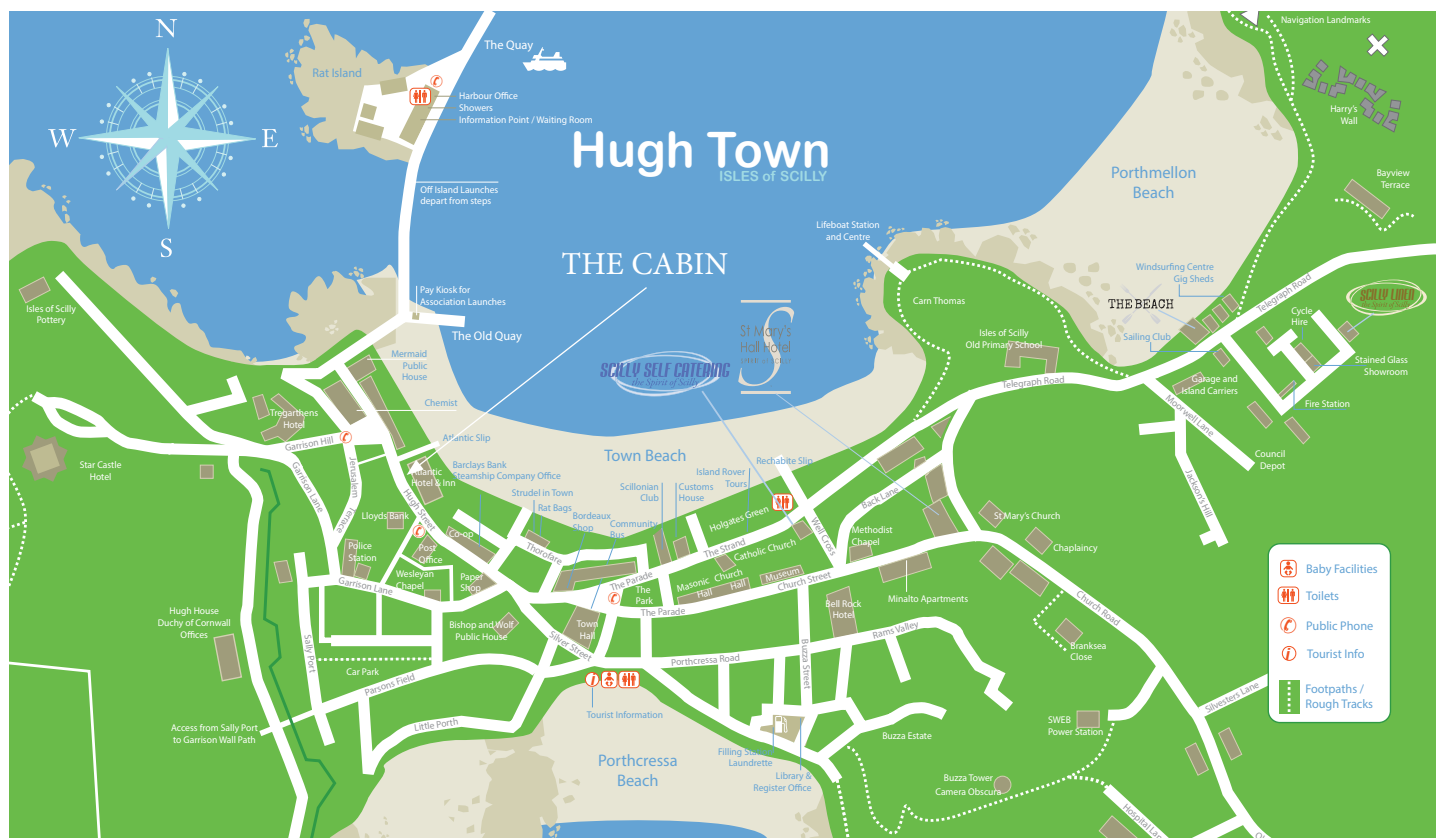 N
W
E
S
Rat Island
The Quay
Harbour Office
Showers
Information Point / Waiting Room
Hugh Town
ISLES of SCILLY
Off Island Launches
depart from steps
THE CABIN
Pay Kiosk for
Association Launches
The Old Quay
Navigation Landmarks
Harry's
Wall
Bayview
Terrace
Porthmellon
Beach
Lifeboat Station
and Centre
Windsurfing Centre
Gig Sheds
THE BEACH
Telegraph Road
SCILLY LINEN
the Spirit of Scilly
Cycle
Hire
Sailing Club
Stained Glass
Showroom
Garage and
Island Carriers
Fire Station
Moorwell Lane
Council
Depot
Jackson's Hill
Carn Thomas
Isles of Scilly
Old Primary School
Telegraph Road
Isles of Scilly
Pottery
Mermaid
Public
House
Chemist
Tregarthens
Hotel
Garrison Hill
Star Castle
Hotel
SCILLY SELF CATERING
the Spirit of Scilly
St Mary's
Hall Hotel
Town Beach
Atlantic Slip
Atlantic
Hotel & Inn
Barclays Bank
Steamship Company Office
Strudel in Town
Rat Bags
Bordeaux
Shop
Community
Bus
Scillonian
Club
Customs
House
Island Rover
Tours
Rechabite Slip
Holgates Green
Garrison Lane
Jerusalem
Terrace
Hugh Street
Lloyds Bank
Post
Office
Co-op
Police
Station
Garrison Lane
Wesleyan
Chapel
Paper
Shop
Thorofare
The Parade
The
Park
The Parade
The Strand
Catholic Church
Masonic
Hall
Church
Hall
Museum
Church Street
Well Cross
Back Lane
Methodist
Chapel
St Mary's Church
Chaplaincy
Minalto Apartments
Bell Rock
Hotel
Rams Valley
Church Road
Branksea
Close
Hugh House
Duchy of Cornwall
Offices
Sally Port
Car Park
Parsons Field
Bishop and Wolf
Public House
Town
Hall
Silver Street
Porthcressa Road
Buzza Street
Little Porth
Access from Sally Port
to Garrison Wall Path
Tourist Information
Porthcressa
Beach
Filling Station
Laundrette
Library &
Register Office
Buzza Estate
SWEB
Power Station
Buzza Tower
Camera Obscura
Silvesters Lane
Baby Facilities
Toilets
Public Phone
Tourist Info
Footpaths /
Rough Tracks